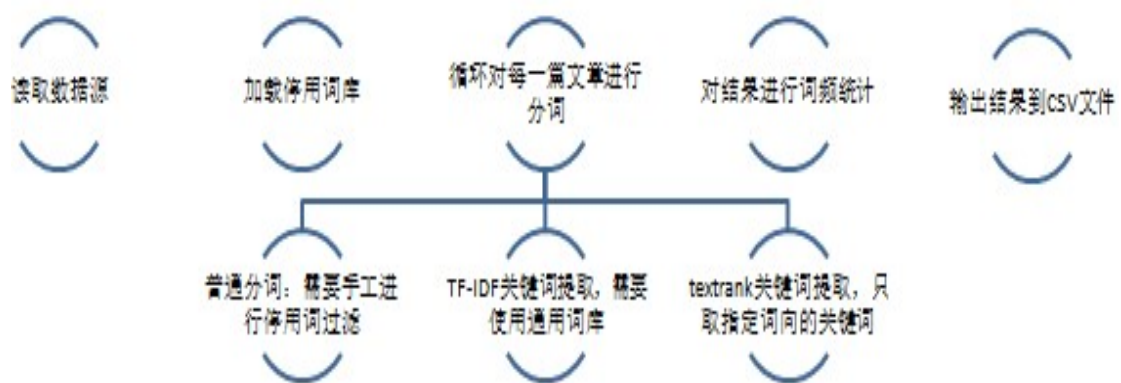 读取数据源
加载停用词库
循环对每一篇文章进行
分词
对结果进行词频统计
输出结果到CSV文件
普通分词：需要手工进
行停用词过滤
TF-IDF关键词提取，需要
使用通用词库
textrank关键词提取，只
取指定词向的关键词